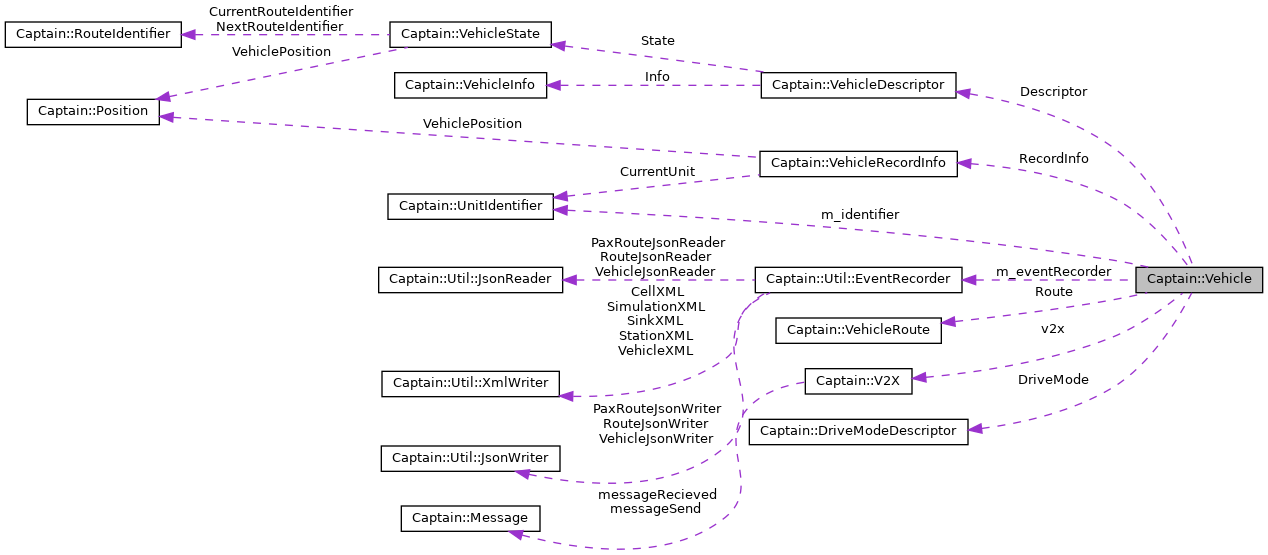 CurrentRouteIdentifier
NextRouteIdentifier
Captain::RouteIdentifier
Captain::VehicleState
State
VehiclePosition
Info
Captain::VehicleInfo
Captain::VehicleDescriptor
Descriptor
Captain::Position
VehiclePosition
Captain::VehicleRecordInfo
RecordInfo
CurrentUnit
Captain::UnitIdentifier
m_identifier
PaxRouteJsonReader
RouteJsonReader
VehicleJsonReader
Captain::Util::JsonReader
Captain::Util::EventRecorder
m_eventRecorder
Captain::Vehicle
CellXML
SimulationXML
SinkXML
StationXML
VehicleXML
Route
Captain::VehicleRoute
v2x
Captain::Util::XmlWriter
Captain::V2X
DriveMode
PaxRouteJsonWriter
RouteJsonWriter
VehicleJsonWriter
Captain::DriveModeDescriptor
Captain::Util::JsonWriter
messageRecieved
messageSend
Captain::Message